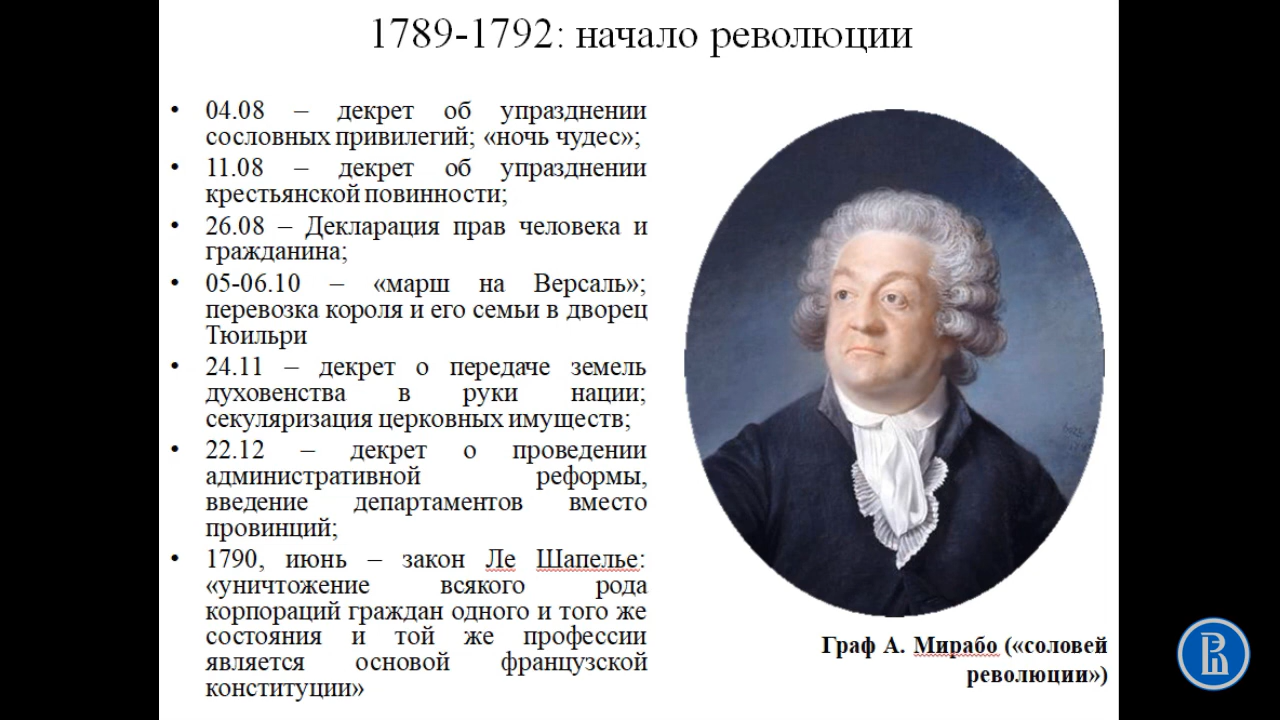 1789-1792: начало революции
• 04.08 – декрет об упразднении
сословных привилегий; «ночь чудес»;
• 11.08 – декрет об упразднении
крестьянской повинности;
• 26.08 – Декларация прав человека и
гражданина;
• 05-06.10 – «марш на Версаль»;
перевозка короля и его семьи в дворец
Тюильри
• 24.11 – декрет о передаче земель
духовенства в руки нации;
секуляризация церковных имуществ;
• 22.12 – декрет о проведении
административной реформы,
введение департаментов вместо
провинций;
• 1790, июнь – закон Ле Шапелье:
«уничтожение всякого рода
корпораций граждан одного и того же
состояния и той же профессии
является основой французской
конституции»
Граф А. Мирабо («соловей
революции»)